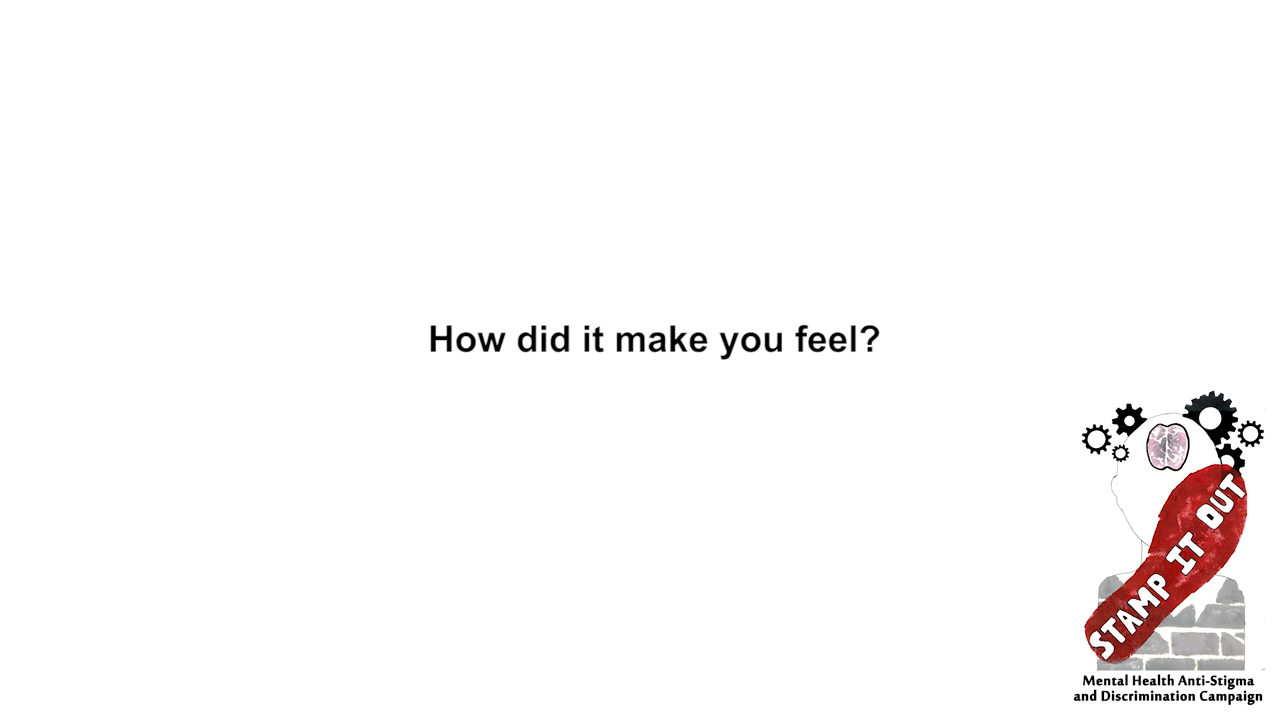 How did it make you feel?
STAMP IT OUT
Mental Health Anti-Stigma
and Discrimination Campaign